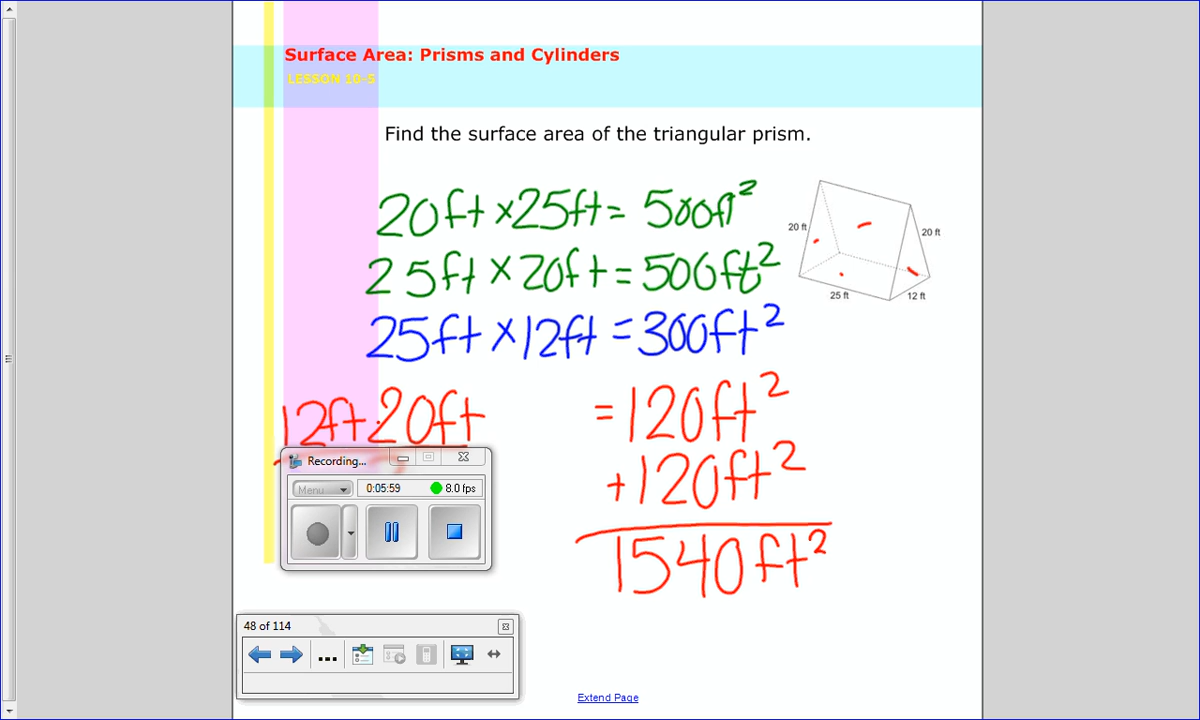 Surface Area: Prisms and Cylinders
LESSON 10-5
Find the surface area of the triangular prism.
20ft ×25ft= 500ft²
25ft × 20ft = 500ft²
25ft ×12ft = 300ft²
20 ft
20 ft
25 ft
12 ft
12ft·20ft = 120ft²
+120ft²
1540ft²
Recording...
Menu 0:05:59 8.0 fps
48 of 114
Extend Page